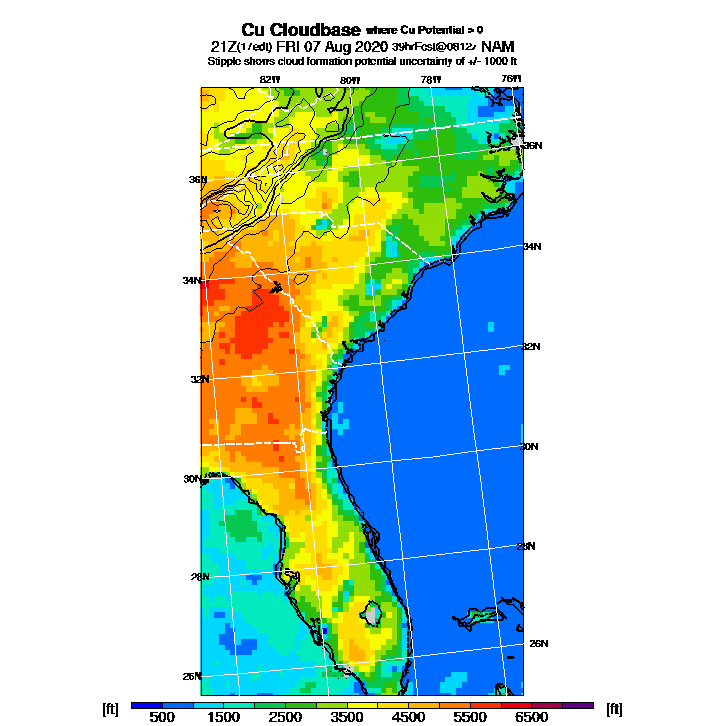 Cu Cloudbase where Cu Potential > 0
21Z(17edt) FRI 07 Aug 2020 39hrFcst@0812z NAM
Stipple shows cloud formation potential uncertainty of +/- 1000 ft
82W 80W 78W 76W
36N
36N
34N
34N
32N
32N
30N
30N
28N
28N
26N
26N
[ft] 500 1500 2500 3500 4500 5500 6500 [ft]